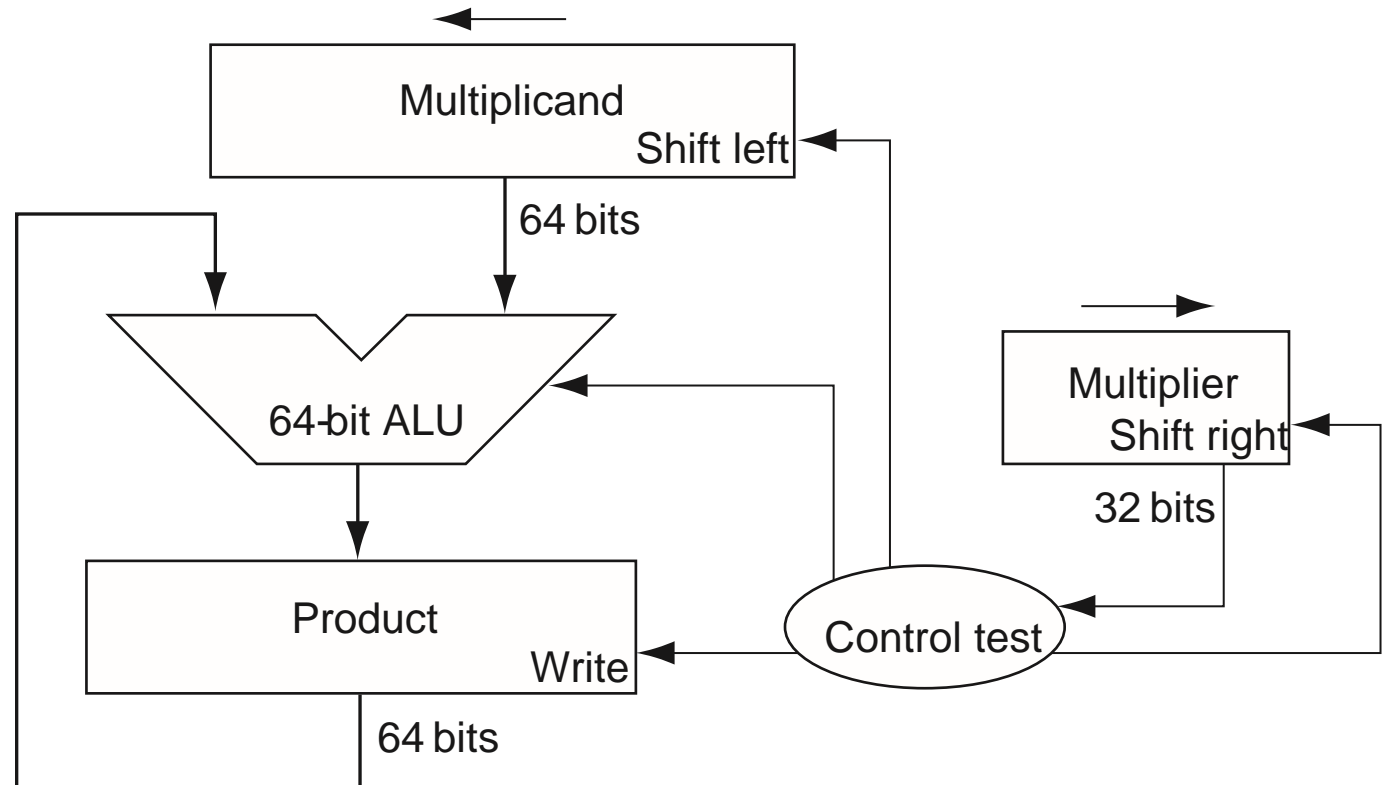 Multiplicand
Shift left
64 bits
64-bit ALU
Multiplier
Shift right
32 bits
Product
Write
Control test
64 bits